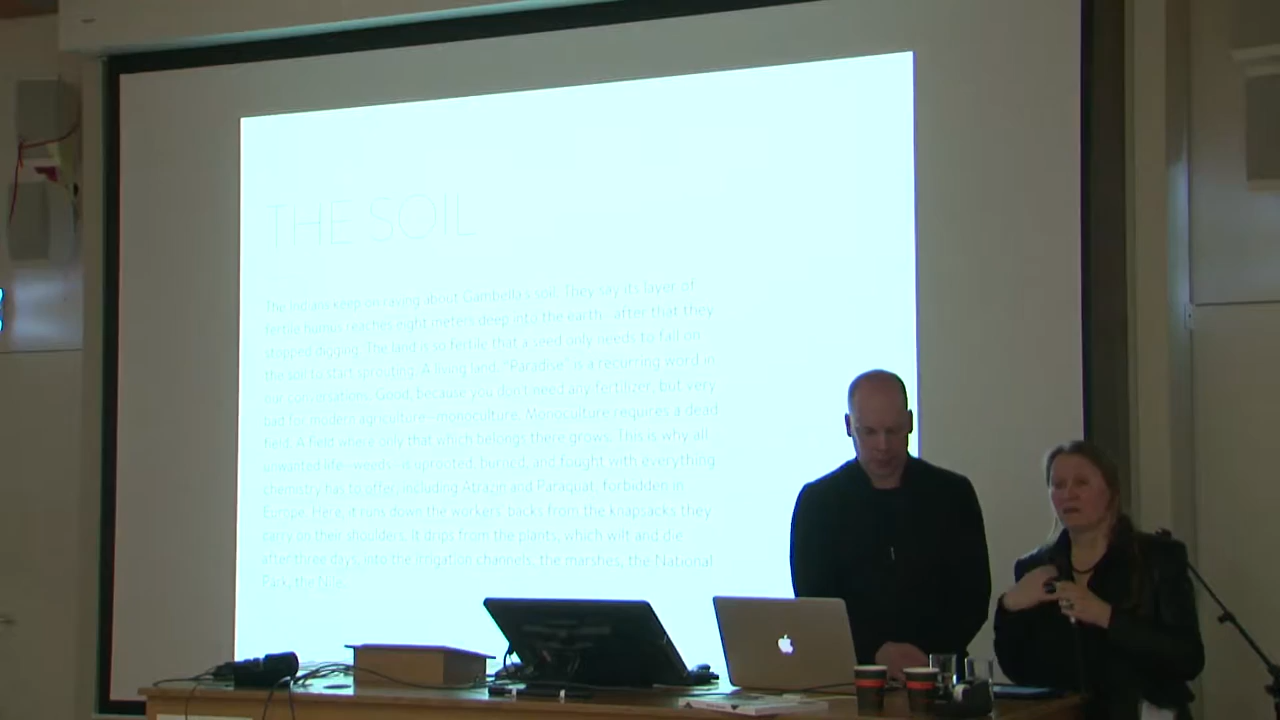 THE SOIL
The Indians keep on raving about Gambella's soil. They say its layer of
fertile humus reaches eight meters deep into the earth—after that they
stopped digging. The land is so fertile that a seed only needs to fall on
the soil to start sprouting. A living land. "Paradise" is a recurring word in
our conversations. Good, because you don't need any fertilizer, but very
bad for modern agriculture—monoculture. Monoculture requires a dead
field. A field where only that which belongs there grows. This is why all
unwanted life—weeds—is uprooted, burned, and fought with everything
chemistry has to offer, including Atrazin and Paraquat, forbidden in
Europe. Here, it runs down the workers' backs from the knapsacks they
carry on their shoulders. It drips from the plants, which wilt and die
after three days, into the irrigation channels, the marshes, the National
Park, the Nile.